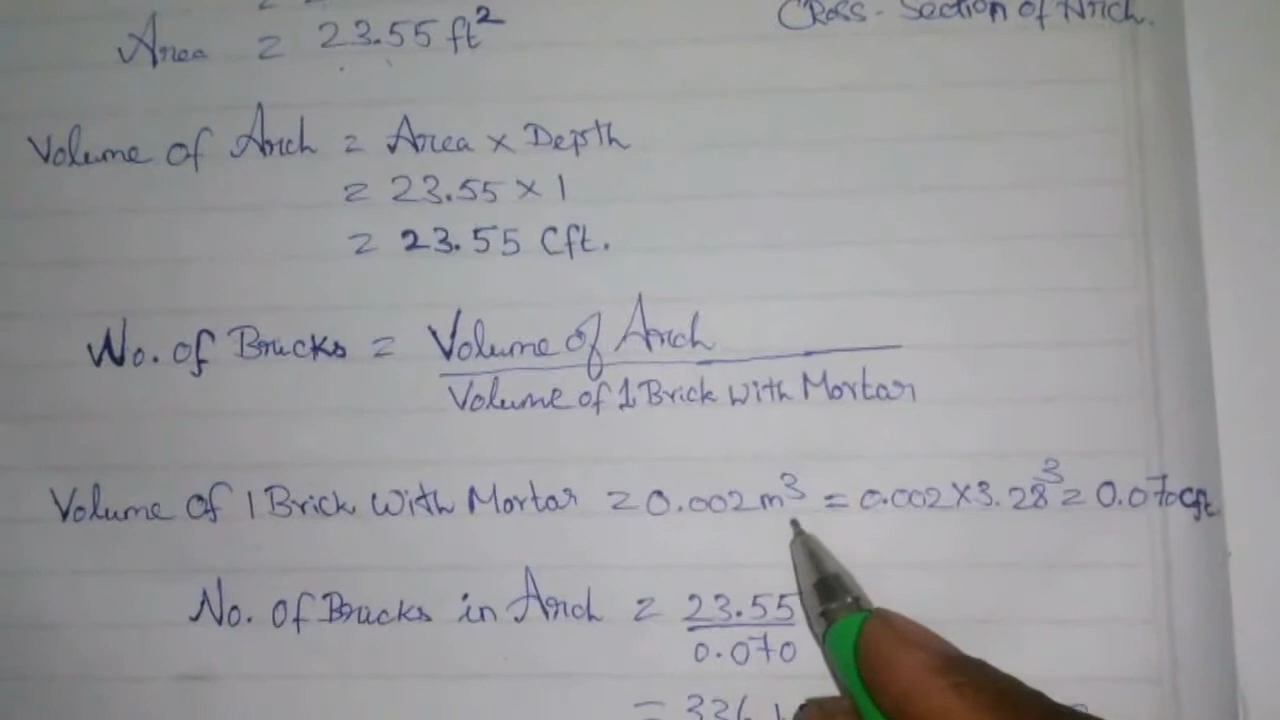 Cross-Section of Arch.
Area = 23.55 ft²
Volume of Arch = Area × Depth
= 23.55 × 1
= 23.55 Cft.
No. of Bricks = Volume of Arch
Volume of 1 Brick With Mortar
Volume of 1 Brick With Mortar = 0.002m³ = 0.002×3.28³ = 0.070Cft
No. of Bricks in Arch = 23.55
0.070
= 336